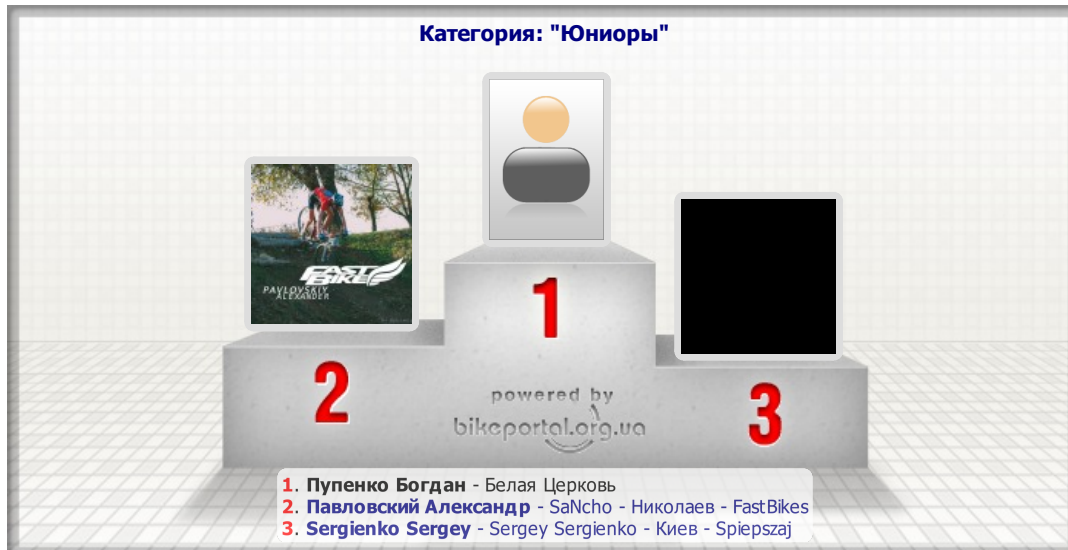 Категория: "Юниоры"
1
FAST
BIKE
PAVLOVSKIY
ALEXANDER
2
3
powered by
bikeportal.org.ua
1. Пупенко Богдан - Белая Церковь
2. Павловский Александр - SaNcho - Николаев - FastBikes
3. Sergienko Sergey - Sergey Sergienko - Киев - Spiepszaj